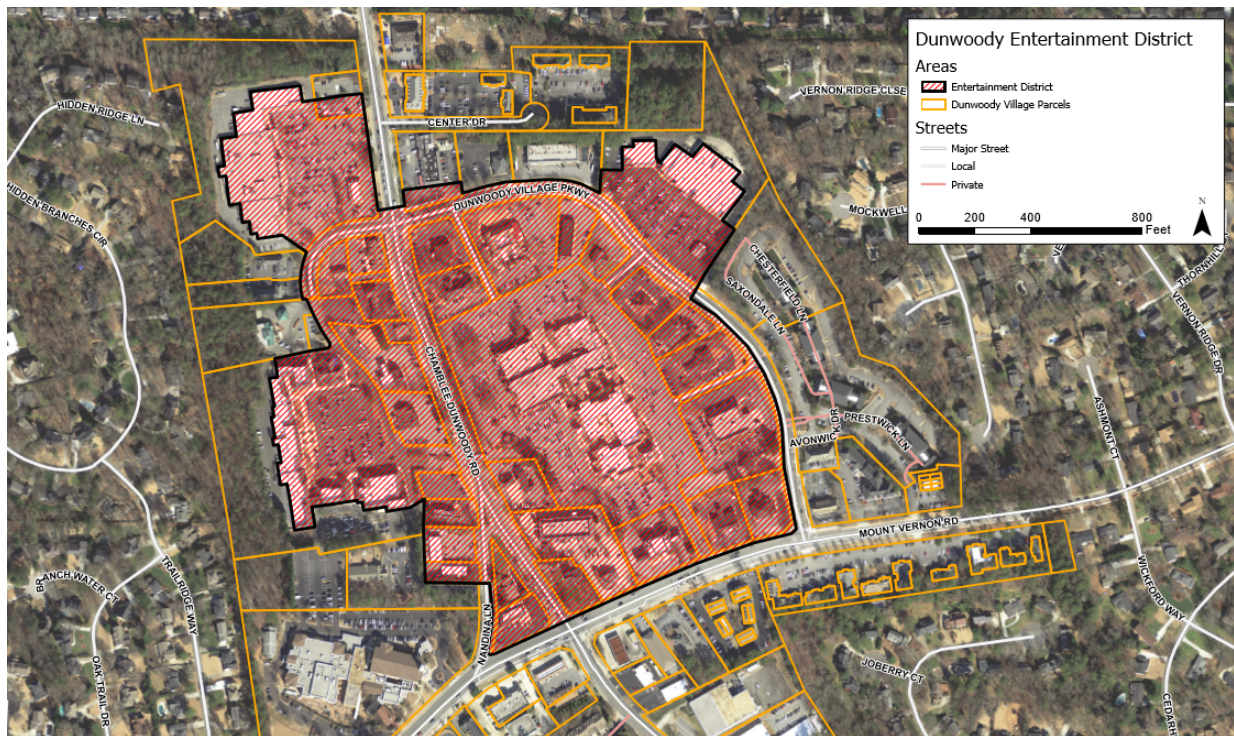 Dunwoody Entertainment District
Areas
Entertainment District
Dunwoody Village Parcels
Streets
Major Street
Local
Private
0 200 400 800
Feet
N
HIDDEN RIDGE LN
HIDDEN BRANCHES CIR
CENTER DR
DUNWOODY VILLAGE PKWY
VERNON RIDGE CLSE
MOCKWELL
THORNHILL
VERNON RIDGE DR
CHESTERFIELD LN
SAXONDALE LN
CHAMBLEE DUNWOODY RD
PRESTWICK LN
AVONWICK DR
ASHMONT CT
MOUNT VERNON RD
BRANCH WATER CT
TRAILRIDGE WAY
OAK TRAIL DR
NANDINA LN
WICKFORD WAY
JOBERRY CT
CEDARH